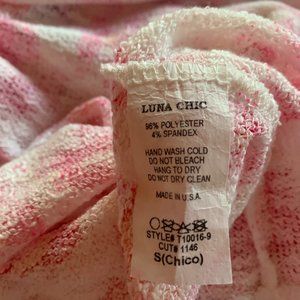 LUNA CHIC
96% POLYESTER
4% SPANDEX
HAND WASH COLD
DO NOT BLEACH
HANG TO DRY
DO NOT DRY CLEAN
MADE IN U.S.A.
STYLE# T10016-9
CUT# 1146
S(Chico)